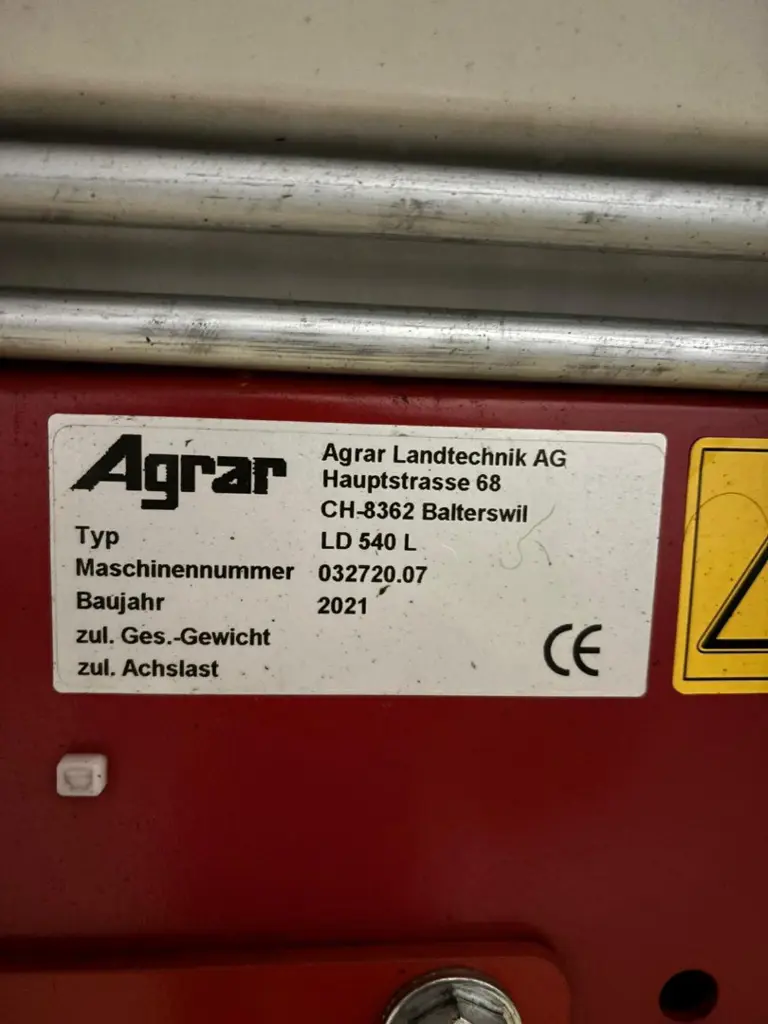 Agrar
Agrar Landtechnik AG
Hauptstrasse 68
CH-8362 Balterswil
Typ LD 540 L
Maschinennummer 032720.07
Baujahr 2021
zul. Ges.-Gewicht
zul. Achslast
CE